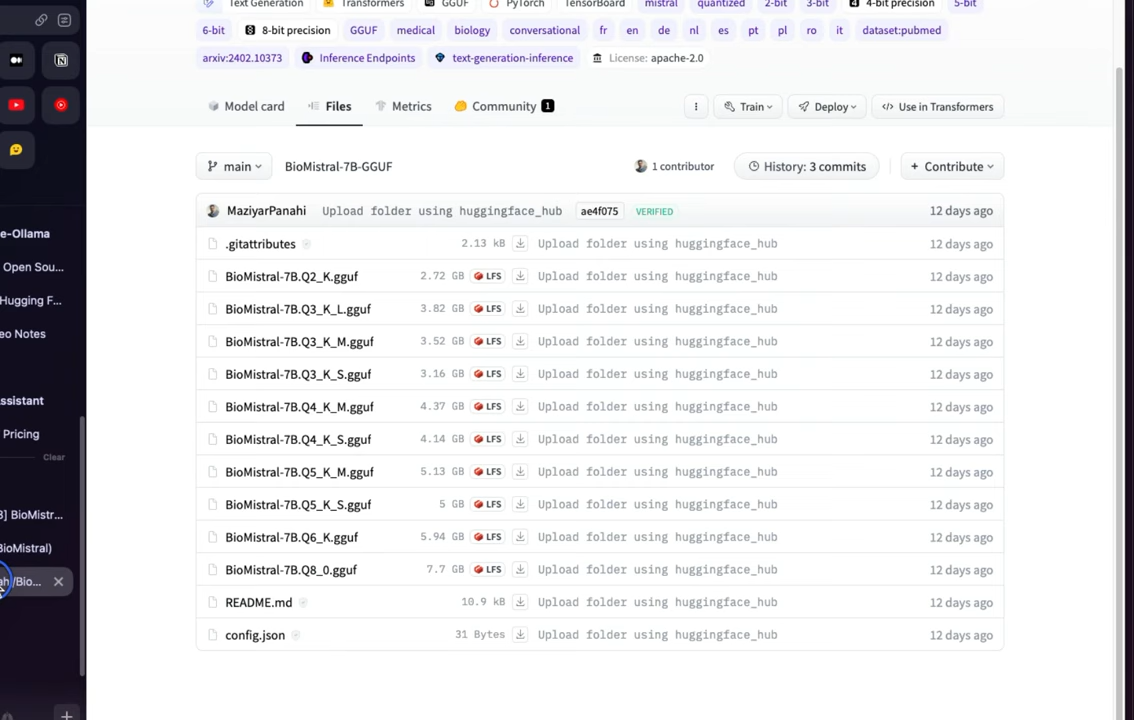 Text Generation Transformers GGUF PyTorch TensorBoard mistral quantized 2-bit 3-bit 4 4-bit precision 5-bit
6-bit 8 8-bit precision GGUF medical biology conversational fr en de nl es pt pl ro it dataset:pubmed
arxiv:2402.10373 Inference Endpoints text-generation-inference License: apache-2.0
Model card Files Metrics Community 1 Train Deploy </> Use in Transformers
main BioMistral-7B-GGUF 1 contributor History: 3 commits + Contribute
MaziyarPanahi Upload folder using huggingface_hub ae4f075 VERIFIED 12 days ago
.gitattributes 2.13 kB Upload folder using huggingface_hub 12 days ago
BioMistral-7B.Q2_K.gguf 2.72 GB LFS Upload folder using huggingface_hub 12 days ago
BioMistral-7B.Q3_K_L.gguf 3.82 GB LFS Upload folder using huggingface_hub 12 days ago
BioMistral-7B.Q3_K_M.gguf 3.52 GB LFS Upload folder using huggingface_hub 12 days ago
BioMistral-7B.Q3_K_S.gguf 3.16 GB LFS Upload folder using huggingface_hub 12 days ago
BioMistral-7B.Q4_K_M.gguf 4.37 GB LFS Upload folder using huggingface_hub 12 days ago
BioMistral-7B.Q4_K_S.gguf 4.14 GB LFS Upload folder using huggingface_hub 12 days ago
BioMistral-7B.Q5_K_M.gguf 5.13 GB LFS Upload folder using huggingface_hub 12 days ago
BioMistral-7B.Q5_K_S.gguf 5 GB LFS Upload folder using huggingface_hub 12 days ago
BioMistral-7B.Q6_K.gguf 5.94 GB LFS Upload folder using huggingface_hub 12 days ago
BioMistral-7B.Q8_0.gguf 7.7 GB LFS Upload folder using huggingface_hub 12 days ago
README.md 10.9 kB Upload folder using huggingface_hub 12 days ago
config.json 31 Bytes Upload folder using huggingface_hub 12 days ago
e-Ollama
Open Sou...
Hugging F...
eo Notes
ssistant
Pricing
Clear
] BioMistr...
BioMistral)
ah/Bio...